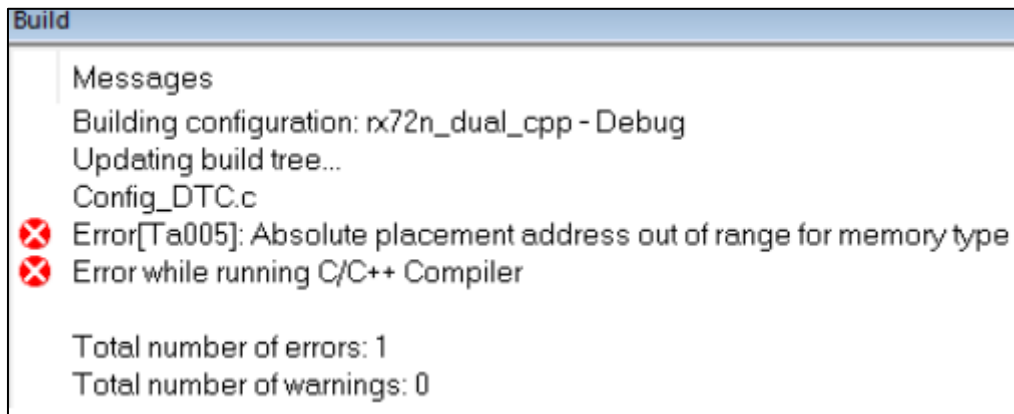 Build
Messages
Building configuration: rx72n_dual_cpp - Debug
Updating build tree...
Config_DTC.c
Error[Ta005]: Absolute placement address out of range for memory type
Error while running C/C++ Compiler
Total number of errors: 1
Total number of warnings: 0